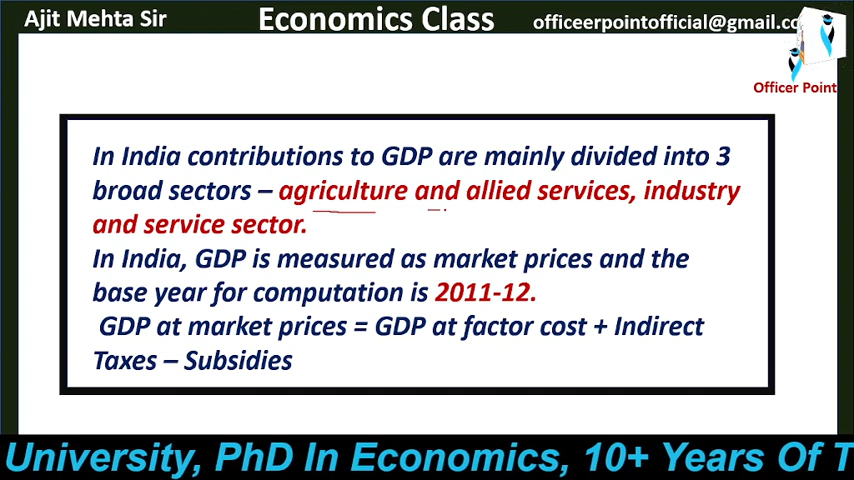 Ajit Mehta Sir
Economics Class
officeerpointofficial@gmail.co
Officer Point
In India contributions to GDP are mainly divided into 3
broad sectors – agriculture and allied services, industry
and service sector.
In India, GDP is measured as market prices and the
base year for computation is 2011-12.
GDP at market prices = GDP at factor cost + Indirect
Taxes – Subsidies
University, PhD In Economics, 10+ Years Of T